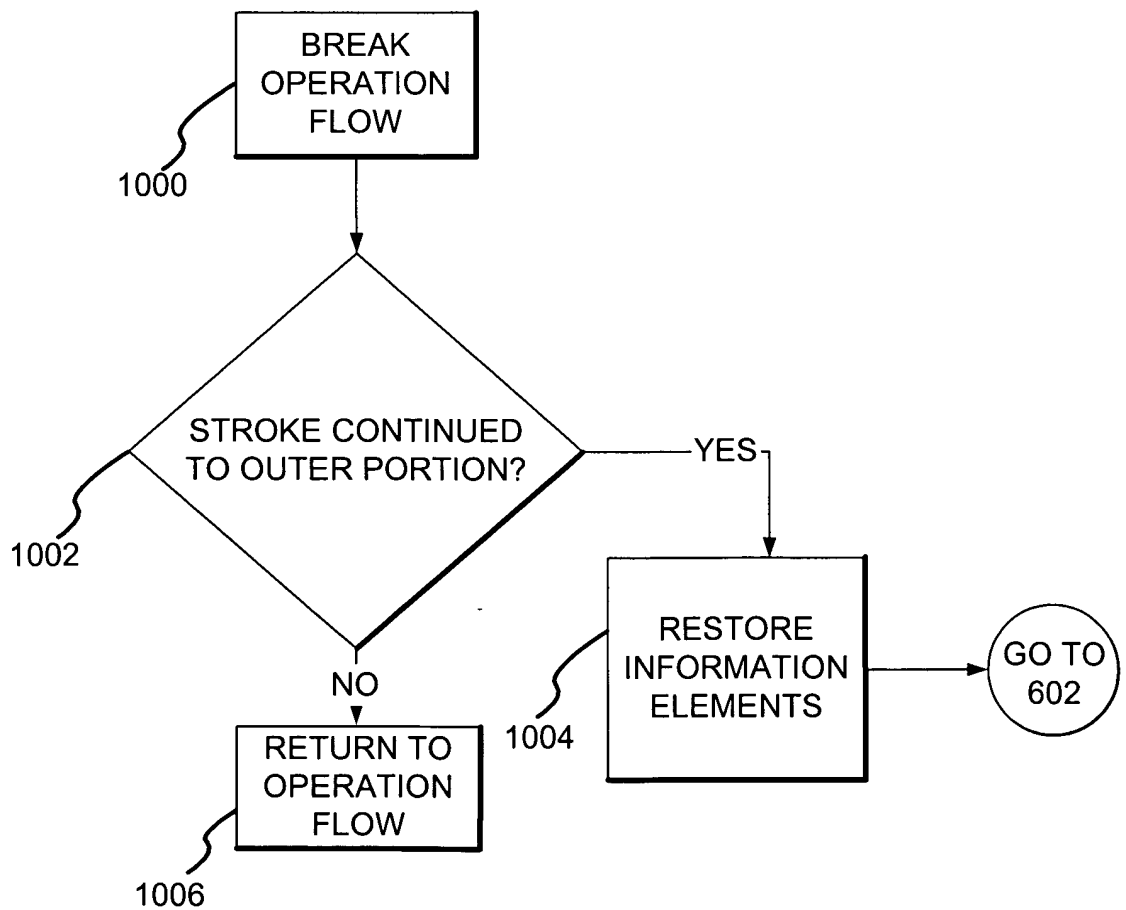 BREAK
OPERATION
FLOW
1000
STROKE CONTINUED
TO OUTER PORTION?
1002
YES
RESTORE
INFORMATION
ELEMENTS
1004
GO TO
602
NO
RETURN TO
OPERATION
FLOW
1006